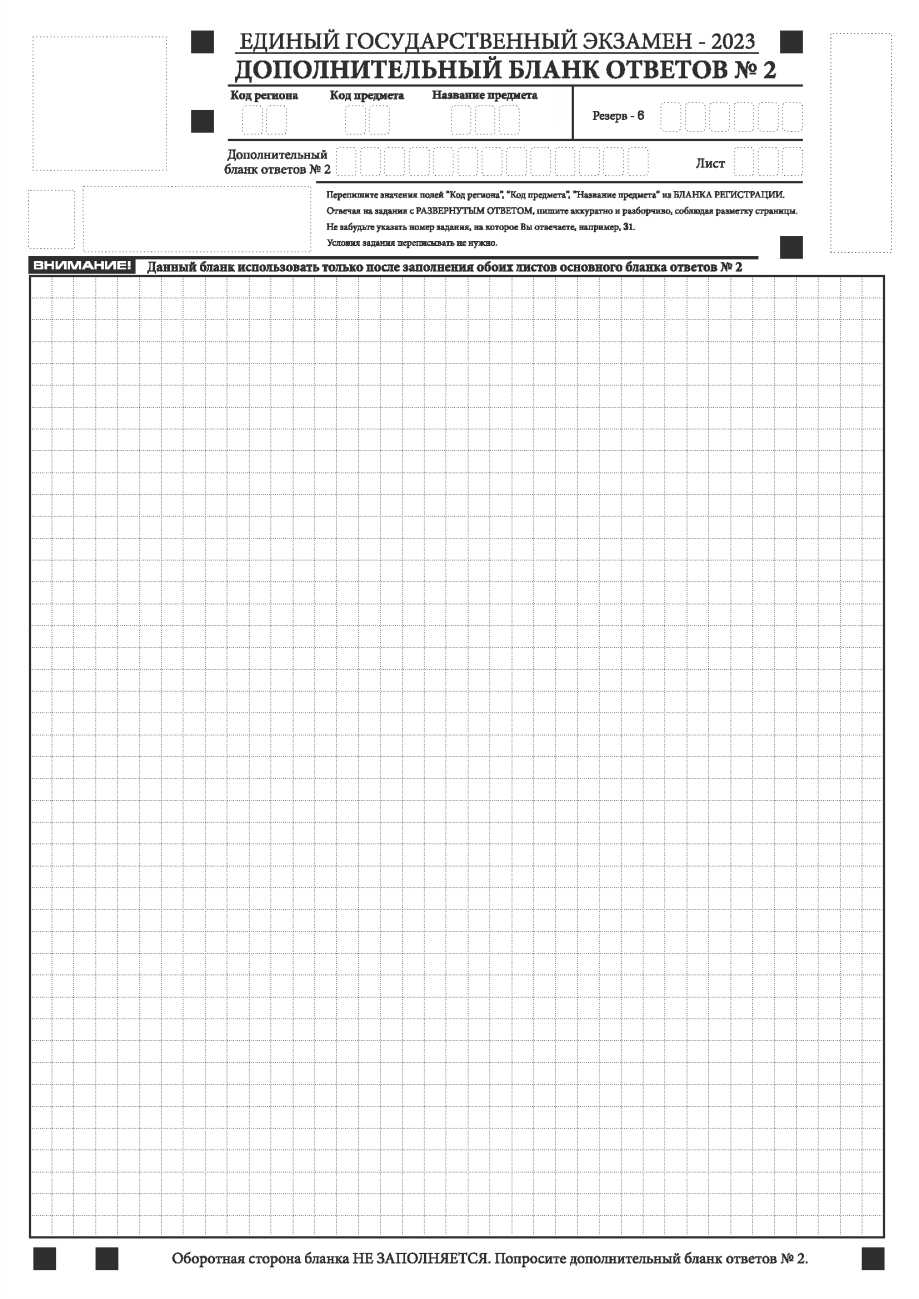 ЕДИНЫЙ ГОСУДАРСТВЕННЫЙ ЭКЗАМЕН - 2023
ДОПОЛНИТЕЛЬНЫЙ БЛАНК ОТВЕТОВ № 2
Код региона Код предмета Название предмета
Резерв - 6
Дополнительный
бланк ответов № 2 Лист
Перепишите значения полей "Код региона", "Код предмета", "Название предмета" из БЛАНКА РЕГИСТРАЦИИ.
Отвечая на задания с РАЗВЕРНУТЫМ ОТВЕТОМ, пишите аккуратно и разборчиво, соблюдая разметку страницы.
Не забудьте указать номер задания, на которое Вы отвечаете, например, 31.
Условия задания переписывать не нужно.
ВНИМАНИЕ! Данный бланк использовать только после заполнения обоих листов основного бланка ответов № 2
Оборотная сторона бланка НЕ ЗАПОЛНЯЕТСЯ. Попросите дополнительный бланк ответов № 2.